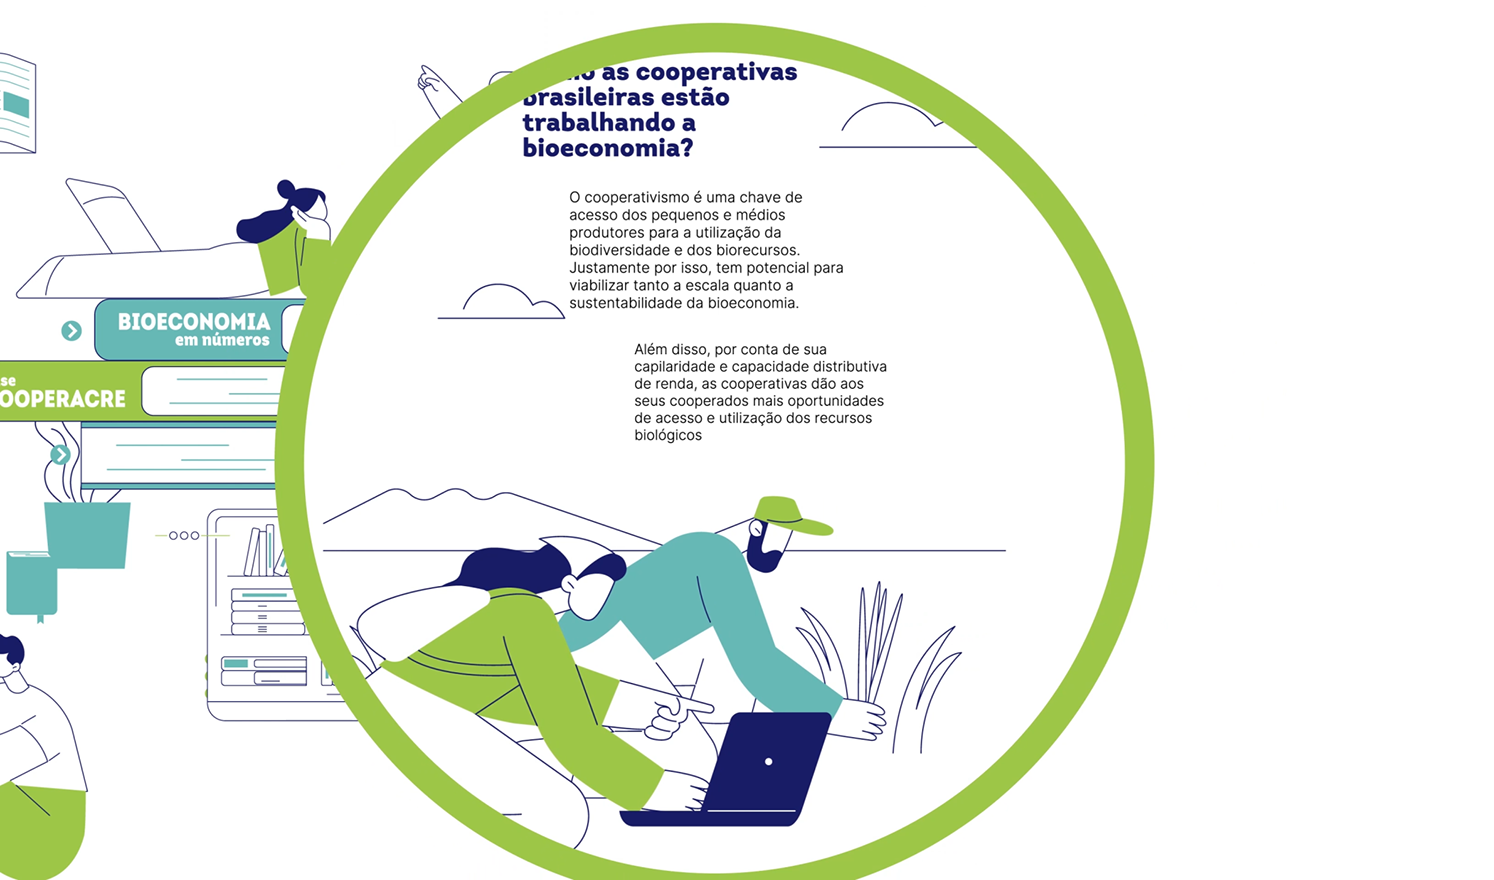 as cooperativas
brasileiras estão
trabalhando a
bioeconomia?
O cooperativismo é uma chave de
acesso dos pequenos e médios
produtores para a utilização da
biodiversidade e dos biorecursos.
Justamente por isso, tem potencial para
viabilizar tanto a escala quanto a
sustentabilidade da bioeconomia.
Além disso, por conta de sua
capilaridade e capacidade distributiva
de renda, as cooperativas dão aos
seus cooperados mais oportunidades
de acesso e utilização dos recursos
biológicos
BIOECONOMIA
em números
se
OOPERACRE